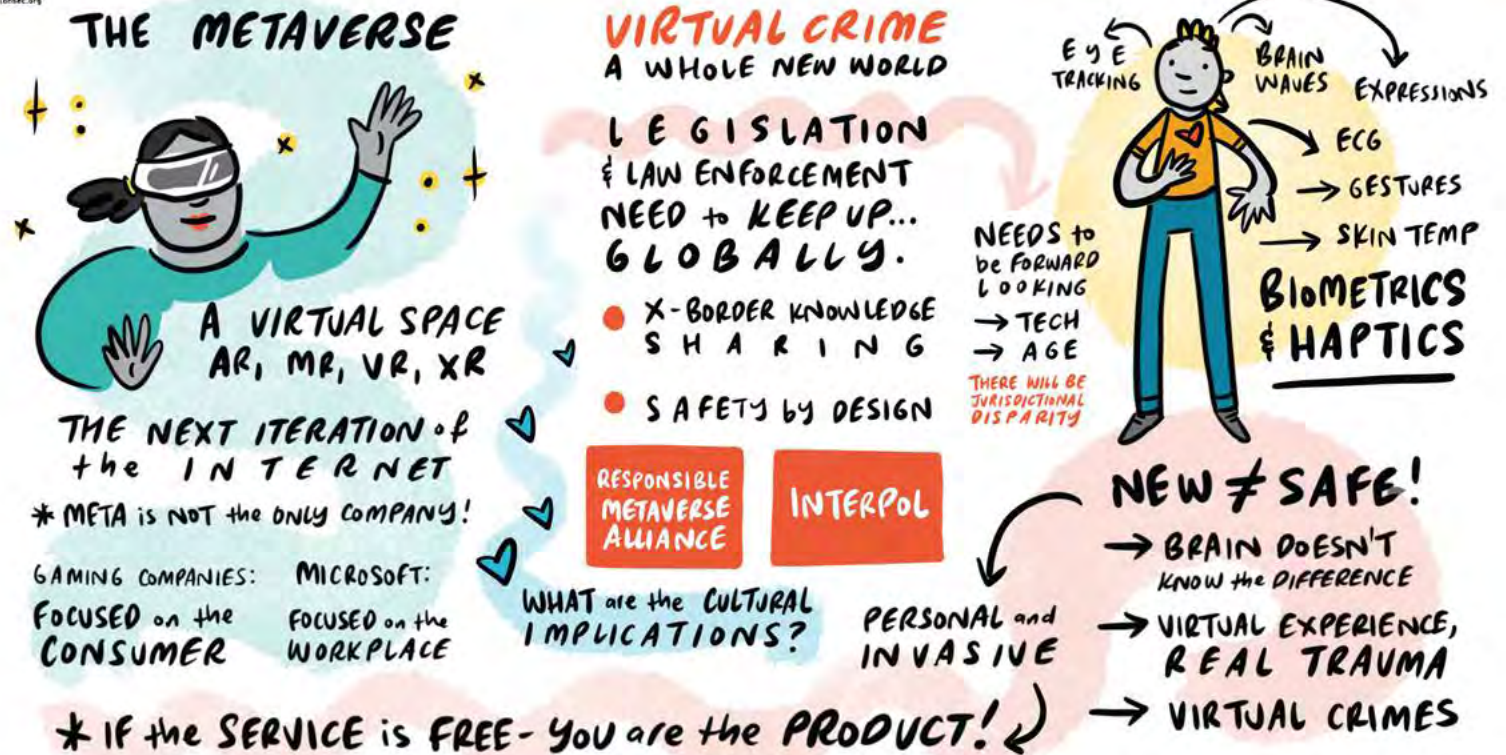 THE METAVERSE
A VIRTUAL SPACE
AR, MR, VR, XR
THE NEXT ITERATION of
the INTERNET
* META is NOT the ONLY COMPANY!
GAMING COMPANIES:
FOCUSED on the
CONSUMER
MICROSOFT:
FOCUSED on the
WORKPLACE
VIRTUAL CRIME
A WHOLE NEW WORLD
LEGISLATION
& LAW ENFORCEMENT
NEED to KEEP UP...
GLOBALLY.
X-BORDER KNOWLEDGE
SHARING
SAFETY by DESIGN
RESPONSIBLE
METAVERSE
ALLIANCE
INTERPOL
WHAT are the CULTURAL
IMPLICATIONS?
NEEDS to
be FORWARD
LOOKING
→ TECH
→ AGE
THERE WILL BE
JURISDICTIONAL
DISPARITY
EYE
TRACKING
BRAIN
WAVES
EXPRESSIONS
ECG
→ GESTURES
→ SKIN TEMP
BIOMETRICS
& HAPTICS
NEW ≠ SAFE!
→ BRAIN DOESN'T
KNOW the DIFFERENCE
→ VIRTUAL EXPERIENCE,
REAL TRAUMA
→ VIRTUAL CRIMES
PERSONAL and
INVASIVE
* IF the SERVICE is FREE - YOU are the PRODUCT!